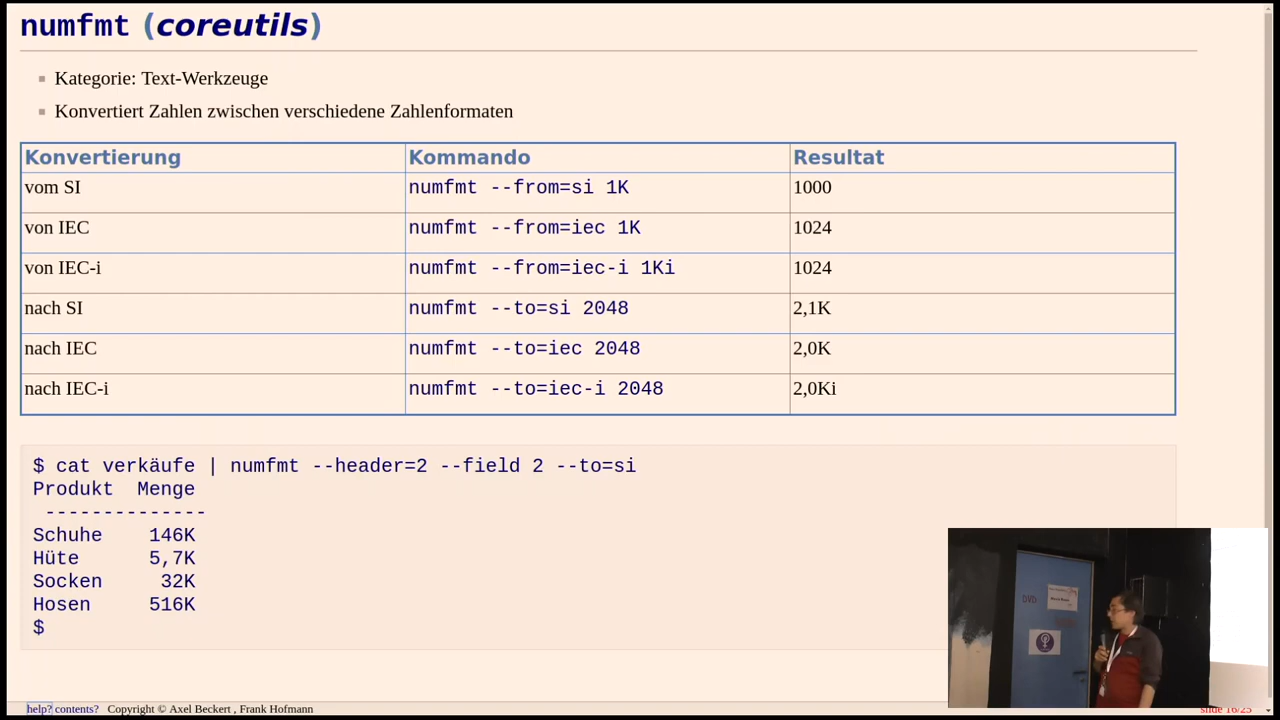 numfmt (coreutils)
Kategorie: Text-Werkzeuge
Konvertiert Zahlen zwischen verschiedene Zahlenformaten
Konvertierung Kommando Resultat
vom SI numfmt --from=si 1K 1000
von IEC numfmt --from=iec 1K 1024
von IEC-i numfmt --from=iec-i 1Ki 1024
nach SI numfmt --to=si 2048 2,1K
nach IEC numfmt --to=iec 2048 2,0K
nach IEC-i numfmt --to=iec-i 2048 2,0Ki
$ cat verkäufe | numfmt --header=2 --field 2 --to=si
Produkt Menge
--------------
Schuhe 146K
Hüte 5,7K
Socken 32K
Hosen 516K
$
DVD
help? contents? Copyright © Axel Beckert , Frank Hofmann slide 16/25